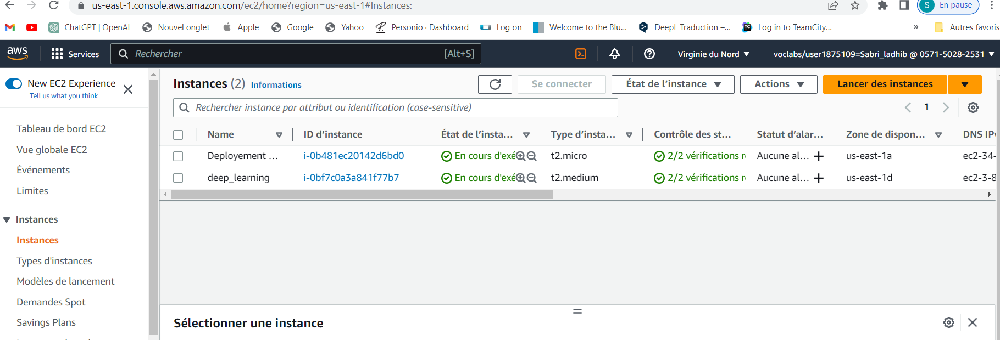 us-east-1.console.aws.amazon.com/ec2/home?region=us-east-1#Instances:
S En pause
ChatGPT | OpenAI Nouvel onglet Apple Google Yahoo Personio · Dashboard Log on Welcome to the Blu... DeepL Traduction –... TC Log in to TeamCity... » Autres favoris
aws Services Rechercher [Alt+S] Virginie du Nord voclabs/user1875109=Sabri_ladhib @ 0571-5028-2531
New EC2 Experience
Tell us what you think
Tableau de bord EC2
Vue globale EC2
Événements
Limites
Instances
Instances
Types d'instances
Modèles de lancement
Demandes Spot
Savings Plans
Instances (2) Informations Se connecter État de l'instance Actions Lancer des instances
Rechercher instance par attribut ou identification (case-sensitive) 1
Name ID d'instance État de l'insta... Type d'insta... Contrôle des st... Statut d'alar... Zone de dispon... DNS IPv
Deployement ... i-0b481ec20142d6bd0 En cours d'exé t2.micro 2/2 vérifications r Aucune al... us-east-1a ec2-34-
deep_learning i-0bf7c0a3a841f77b7 En cours d'exé t2.medium 2/2 vérifications r Aucune al... us-east-1d ec2-3-8
Sélectionner une instance